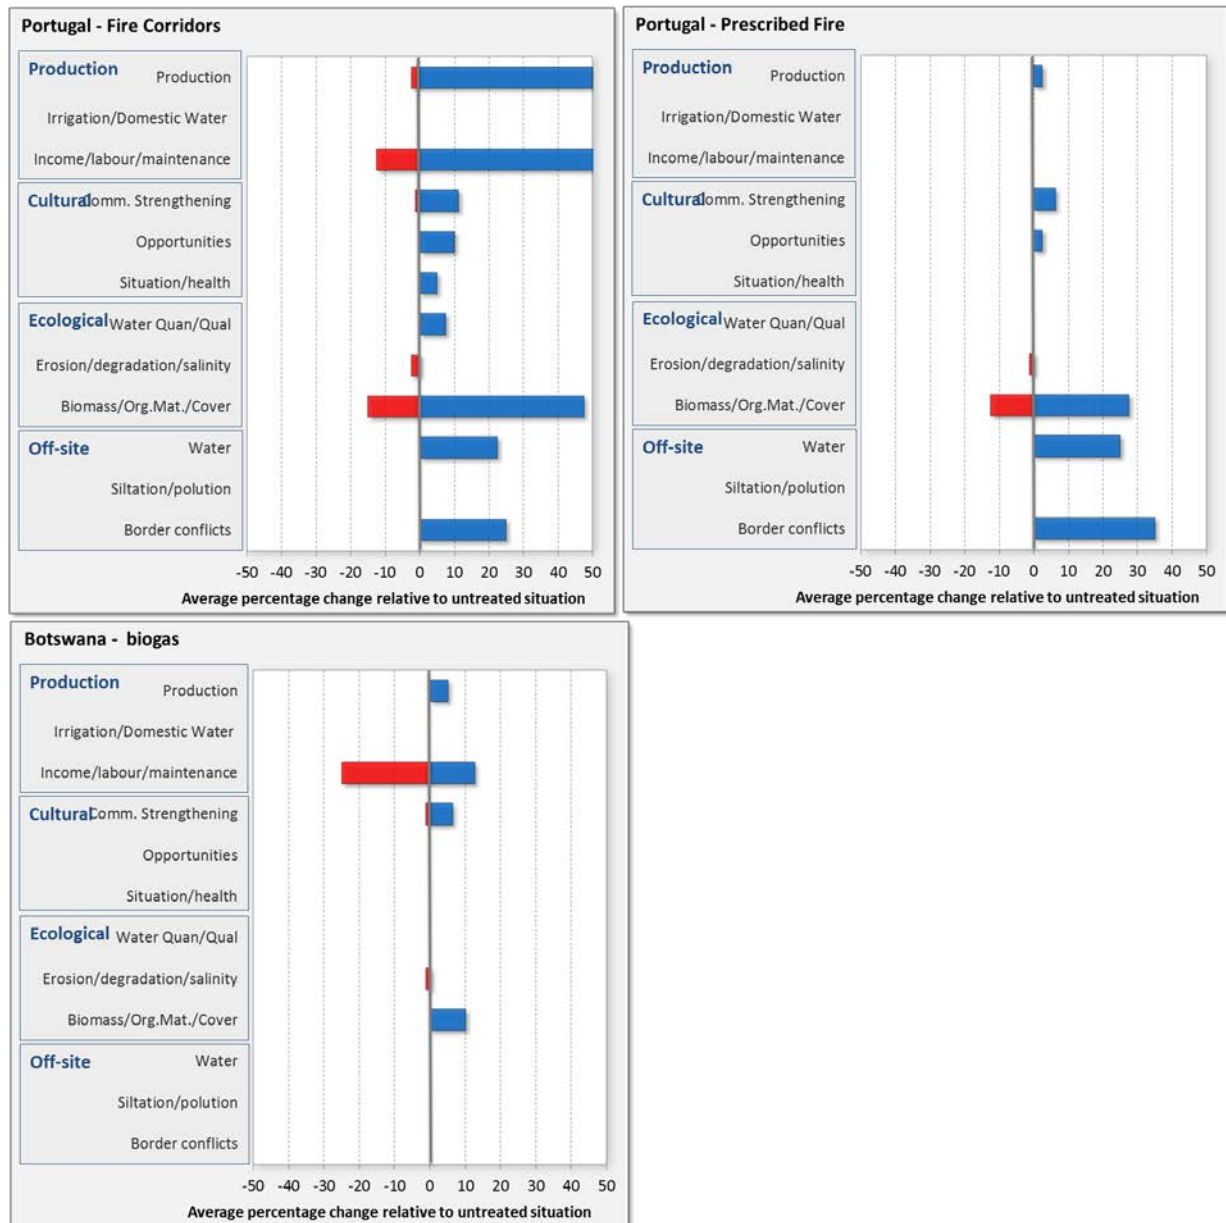 Portugal - Fire Corridors
Production
Production
Irrigation/Domestic Water
Income/labour/maintenance
Cultural
Comm. Strengthening
Opportunities
Situation/health
Ecological
Water Quan/Qual
Erosion/degradation/salinity
Biomass/Org.Mat./Cover
Off-site
Water
Siltation/polution
Border conflicts
-50 -40 -30 -20 -10 0 10 20 30 40 50
Average percentage change relative to untreated situation
Portugal - Prescribed Fire
Production
Production
Irrigation/Domestic Water
Income/labour/maintenance
Cultural
Comm. Strengthening
Opportunities
Situation/health
Ecological
Water Quan/Qual
Erosion/degradation/salinity
Biomass/Org.Mat./Cover
Off-site
Water
Siltation/polution
Border conflicts
-50 -40 -30 -20 -10 0 10 20 30 40 50
Average percentage change relative to untreated situation
Botswana - biogas
Production
Production
Irrigation/Domestic Water
Income/labour/maintenance
Cultural
Comm. Strengthening
Opportunities
Situation/health
Ecological
Water Quan/Qual
Erosion/degradation/salinity
Biomass/Org.Mat./Cover
Off-site
Water
Siltation/polution
Border conflicts
-50 -40 -30 -20 -10 0 10 20 30 40 50
Average percentage change relative to untreated situation